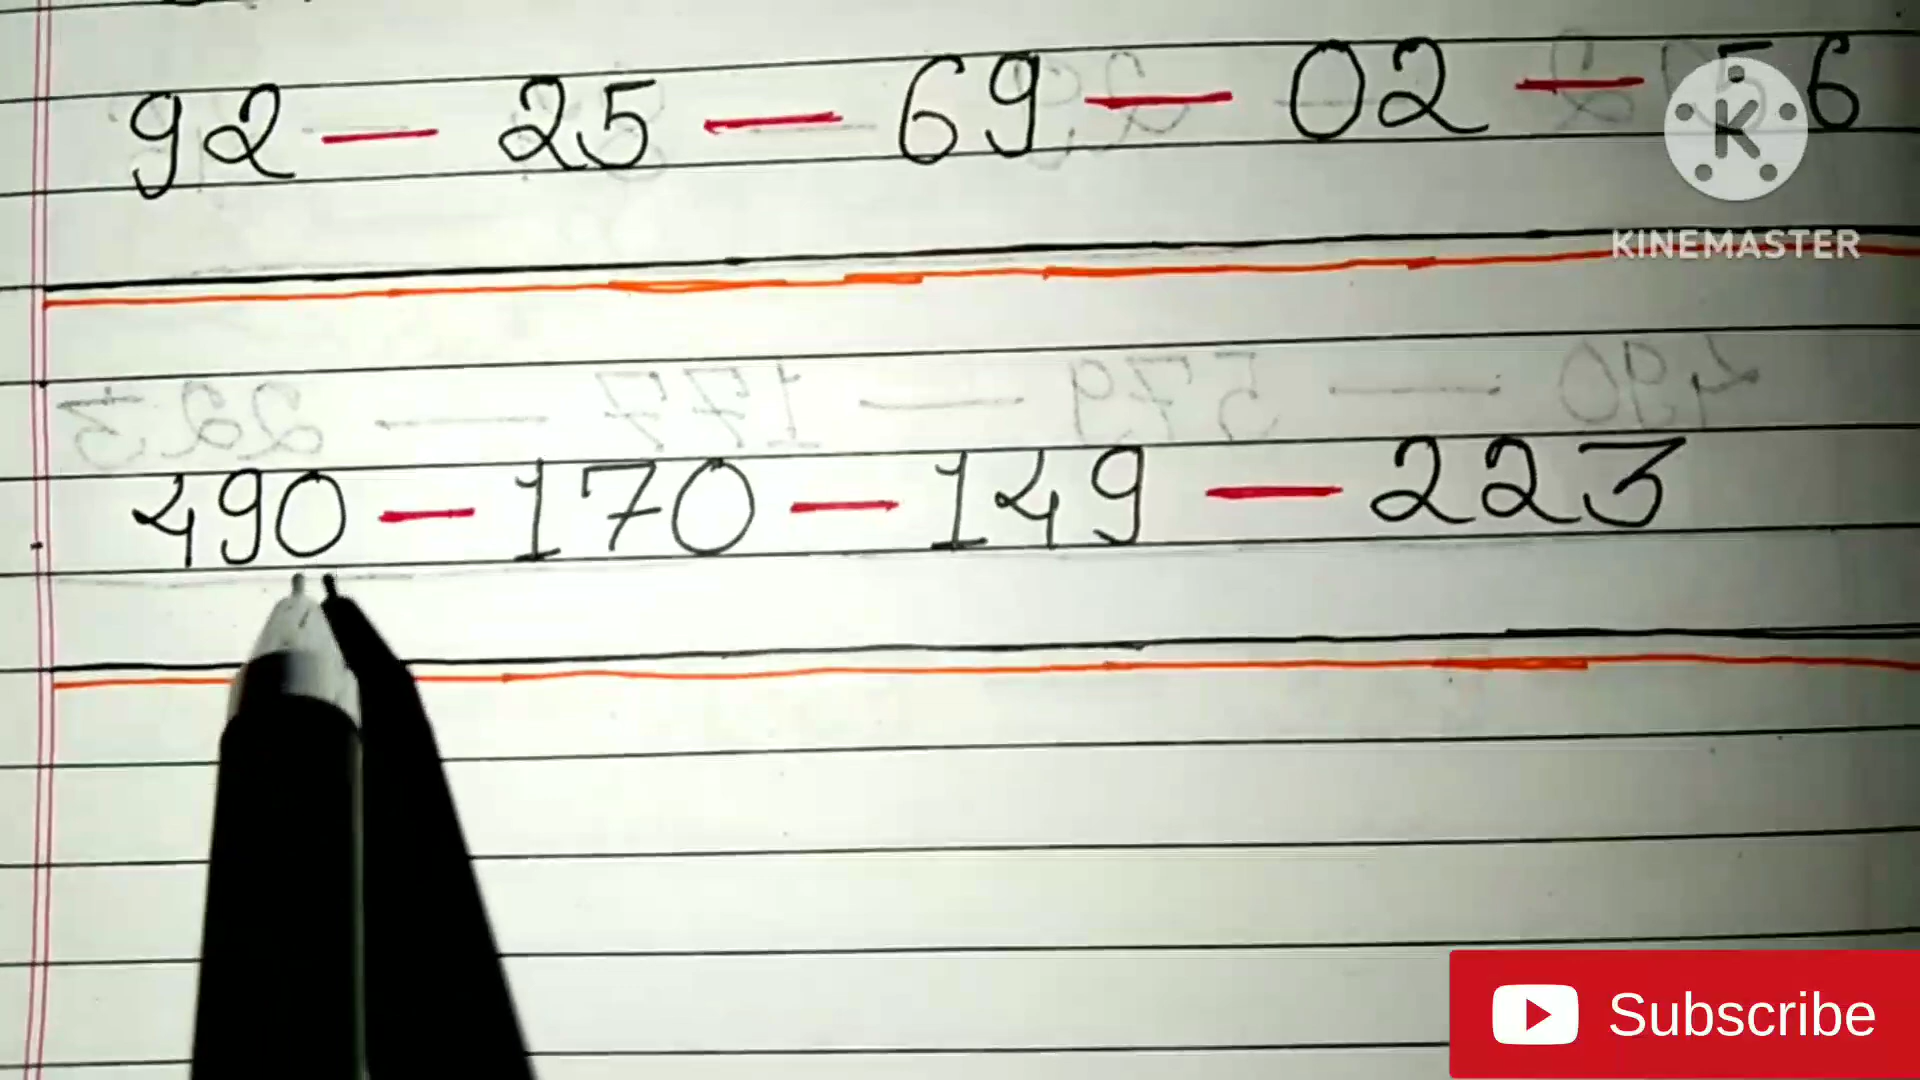 92 — 25 — 69 — 02 — 56
KINEMASTER
490 — 170 — 149 — 223
Subscribe